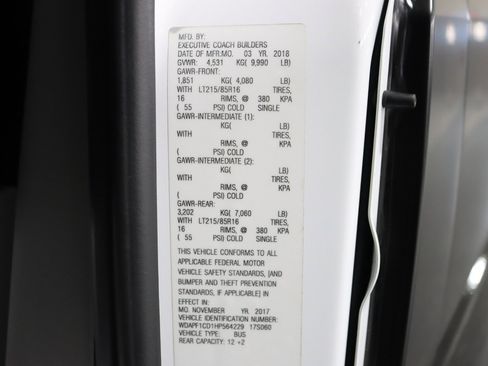 MFG. BY:
EXECUTIVE COACH BUILDERS
DATE OF MFR:MO. 03 YR. 2018
GVWR: 4,531 KG( 9,990 LB)
GAWR-FRONT:
1,851 KG( 4,080 LB)
WITH LT215/85R16 TIRES,
16 RIMS, @ 380 KPA
( 55 PSI) COLD SINGLE
GAWR-INTERMEDIATE (1):
KG( LB)
WITH TIRES,
RIMS, @ KPA
( PSI) COLD
GAWR-INTERMEDIATE (2):
KG( LB)
WITH TIRES,
RIMS, @ KPA
( PSI) COLD
GAWR-REAR:
3,202 KG( 7,060 LB)
WITH LT215/85R16 TIRES,
16 RIMS, @ 380 KPA
( 55 PSI) COLD SINGLE
THIS VEHICLE CONFORMS TO ALL
APPLICABLE FEDERAL MOTOR
VEHICLE SAFETY STANDARDS, [AND
BUMPER AND THEFT PREVENTION
STANDARDS, IF APPLICABLE] IN
EFFECT IN:
MO. NOVEMBER YR. 2017
VEHICLE IDENTIFICATION NUMBER:
WDAPF1CD1HP564229 17S060
VEHICLE TYPE: BUS
REAR CAPACITY: 12 +2